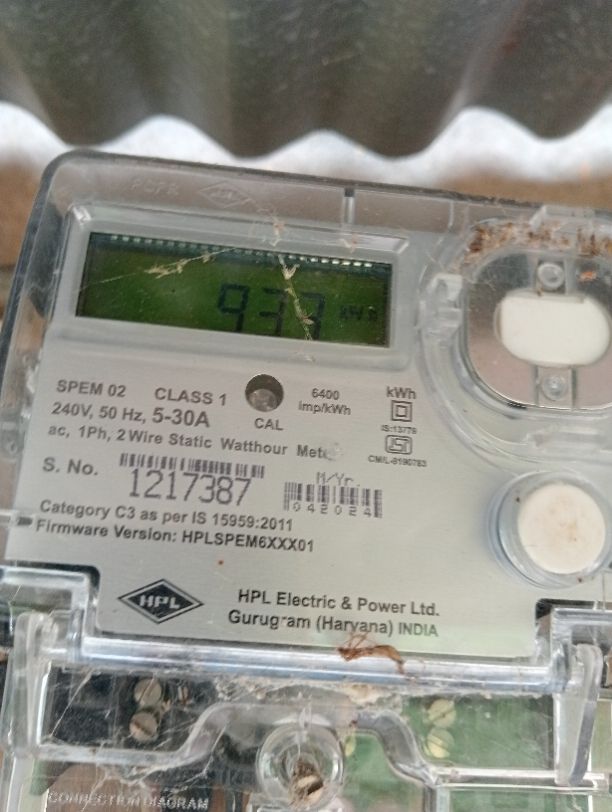 933 kWh
SPEM 02 CLASS 1
240V, 50 Hz, 5-30A
ac, 1Ph, 2 Wire Static Watthour
CAL
6400
imp/kWh
kWh
IS:13779
CM/L-8190783
S. No.
1217387
M/Yr.
042024
Category C3 as per IS 15959:2011
Firmware Version: HPLSPEM6XXX01
HPL
HPL Electric & Power Ltd.
Gurugram (Haryana) INDIA
CONNECTION DIAGRAM